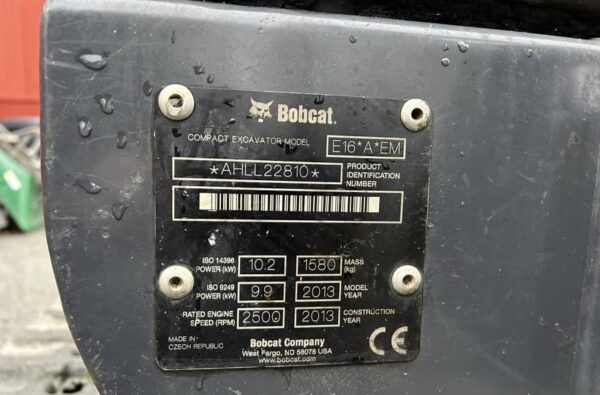 Bobcat.
COMPACT EXCAVATOR MODEL E16*A*EM
*AHLL22810* PRODUCT IDENTIFICATION NUMBER
ISO 14396 POWER (kW) 10.2 1580 MASS (kg)
ISO 9249 POWER (kW) 9.9 2013 MODEL YEAR
RATED ENGINE SPEED (RPM) 2500 2013 CONSTRUCTION YEAR
MADE IN CZECH REPUBLIC
Bobcat Company
West Fargo, ND 58078 USA
www.bobcat.com
CE